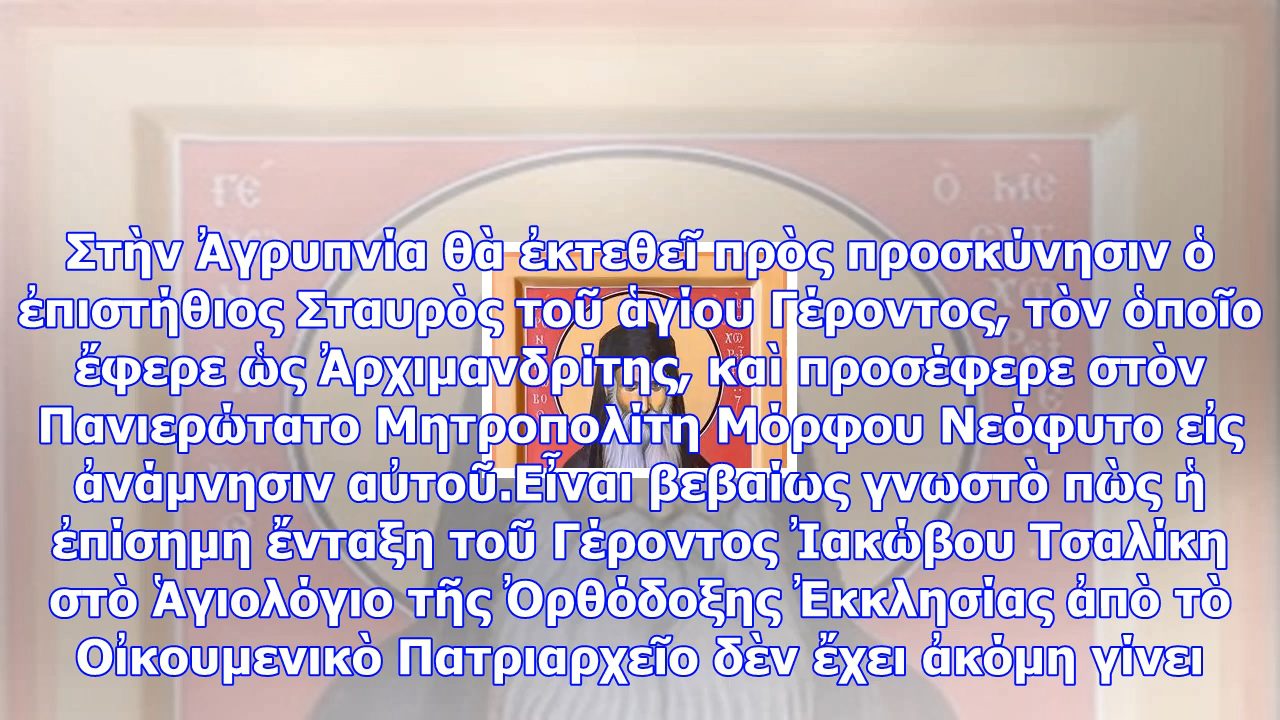 Στὴν Ἀγρυπνία θὰ ἐκτεθεῖ πρὸς προσκύνησιν ὁ
ἐπιστήθιος Σταυρὸς τοῦ ἁγίου Γέροντος, τὸν ὁποῖο
ἔφερε ὡς Ἀρχιμανδρίτης, καὶ προσέφερε στὸν
Πανιερώτατο Μητροπολίτη Μόρφου Νεόφυτο εἰς
ἀνάμνησιν αὐτοῦ.Εἶναι βεβαίως γνωστὸ πὼς ἡ
ἐπίσημη ἔνταξη τοῦ Γέροντος Ἰακώβου Τσαλίκη
στὸ Ἁγιολόγιο τῆς Ὀρθόδοξης Ἐκκλησίας ἀπὸ τὸ
Οἰκουμενικὸ Πατριαρχεῖο δὲν ἔχει ἀκόμη γίνει